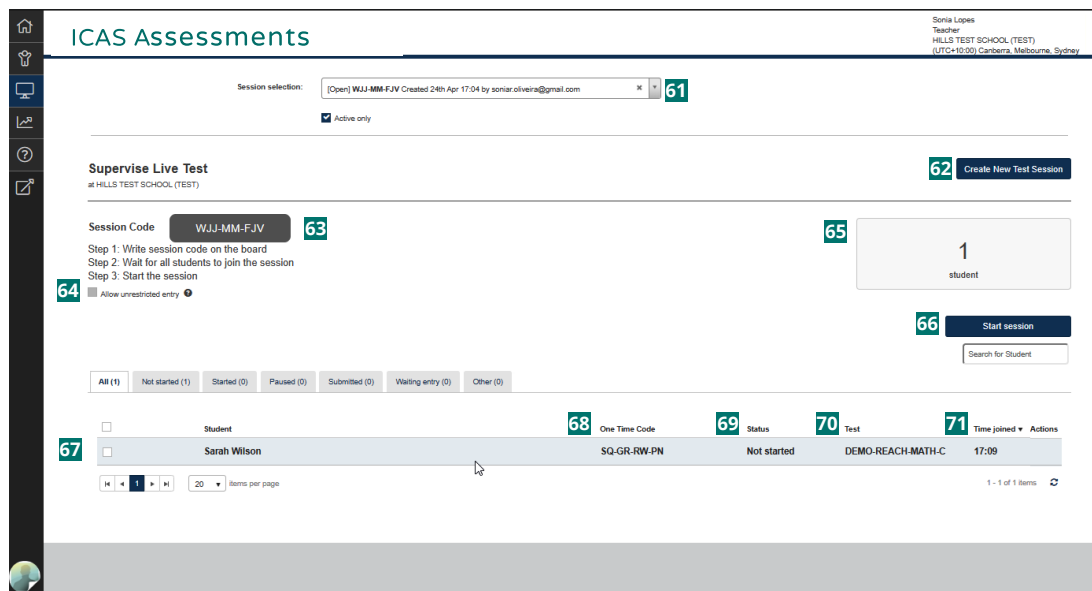 Sonia Lopes
Teacher
HILLS TEST SCHOOL (TEST)
(UTC+10:00) Canberra, Melbourne, Sydney
ICAS Assessments
Session selection: [Open] WJJ-MM-FJV Created 24th Apr 17:04 by soniar.oliveira@gmail.com 61
Active only
Supervise Live Test
at HILLS TEST SCHOOL (TEST)
62 Create New Test Session
Session Code WJJ-MM-FJV 63
Step 1: Write session code on the board
Step 2: Wait for all students to join the session
Step 3: Start the session
64 Allow unrestricted entry
65
1
student
66 Start session
Search for Student
All (1) Not started (1) Started (0) Paused (0) Submitted (0) Waiting entry (0) Other (0)
Student 68 One Time Code 69 Status 70 Test 71 Time joined Actions
67 Sarah Wilson SQ-GR-RW-PN Not started DEMO-REACH-MATH-C 17:09
1 20 items per page 1 - 1 of 1 items